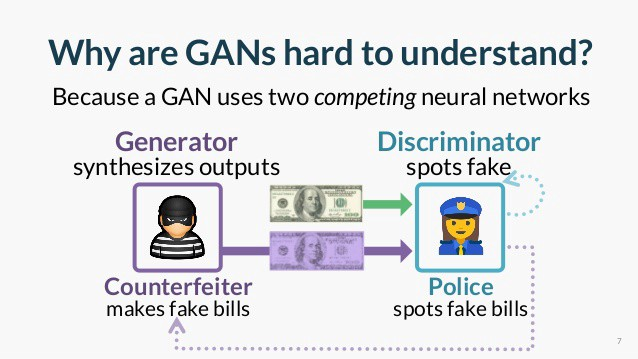 Why are GANs hard to understand?
Because a GAN uses two competing neural networks
Generator
synthesizes outputs
Discriminator
spots fake
Counterfeiter
makes fake bills
Police
spots fake bills
7